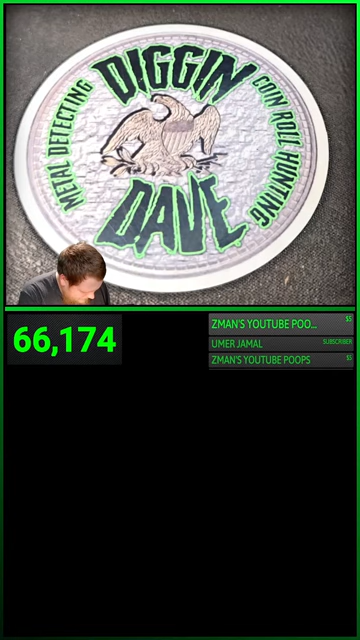 DIGGIN
METAL DETECTING
COIN ROLL HUNTING
DAVE
66,174
ZMAN'S YOUTUBE POO... $5
UMER JAMAL SUBSCRIBER
ZMAN'S YOUTUBE POOPS $5